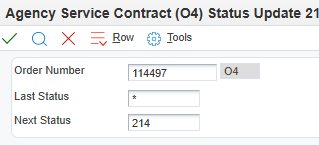 Agency Service Contract (O4) Status Update 21
Row Tools
Order Number 114497 O4
Last Status *
Next Status 214